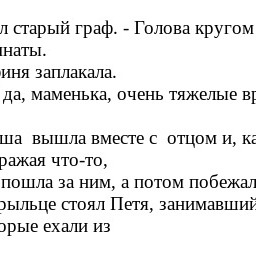 л старый граф. - Голова кругом
наты.
иня заплакала.
да, маменька, очень тяжелые вр
ша вышла вместе с отцом и, ка
ражая что-то,
пошла за ним, а потом побежал
рыльце стоял Петя, занимавший
орые ехали из